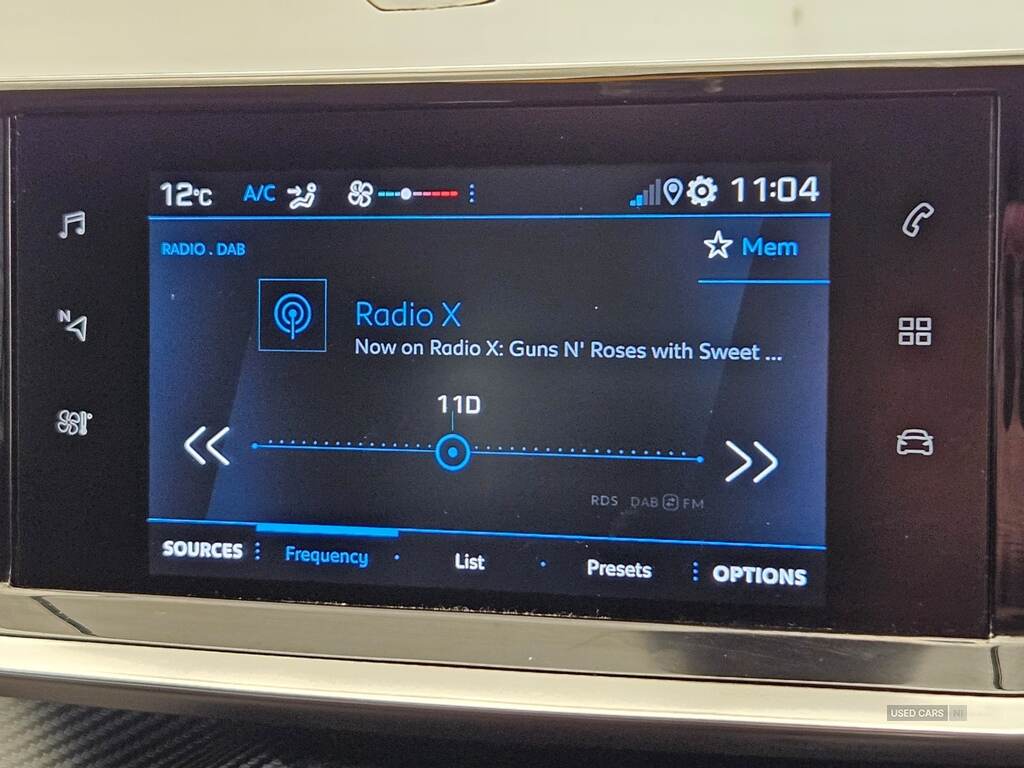 12°C A/C 11:04
RADIO . DAB
Mem
Radio X
Now on Radio X: Guns N' Roses with Sweet ...
11D
RDS DAB FM
SOURCES Frequency List Presets OPTIONS
N
USED CARS NI